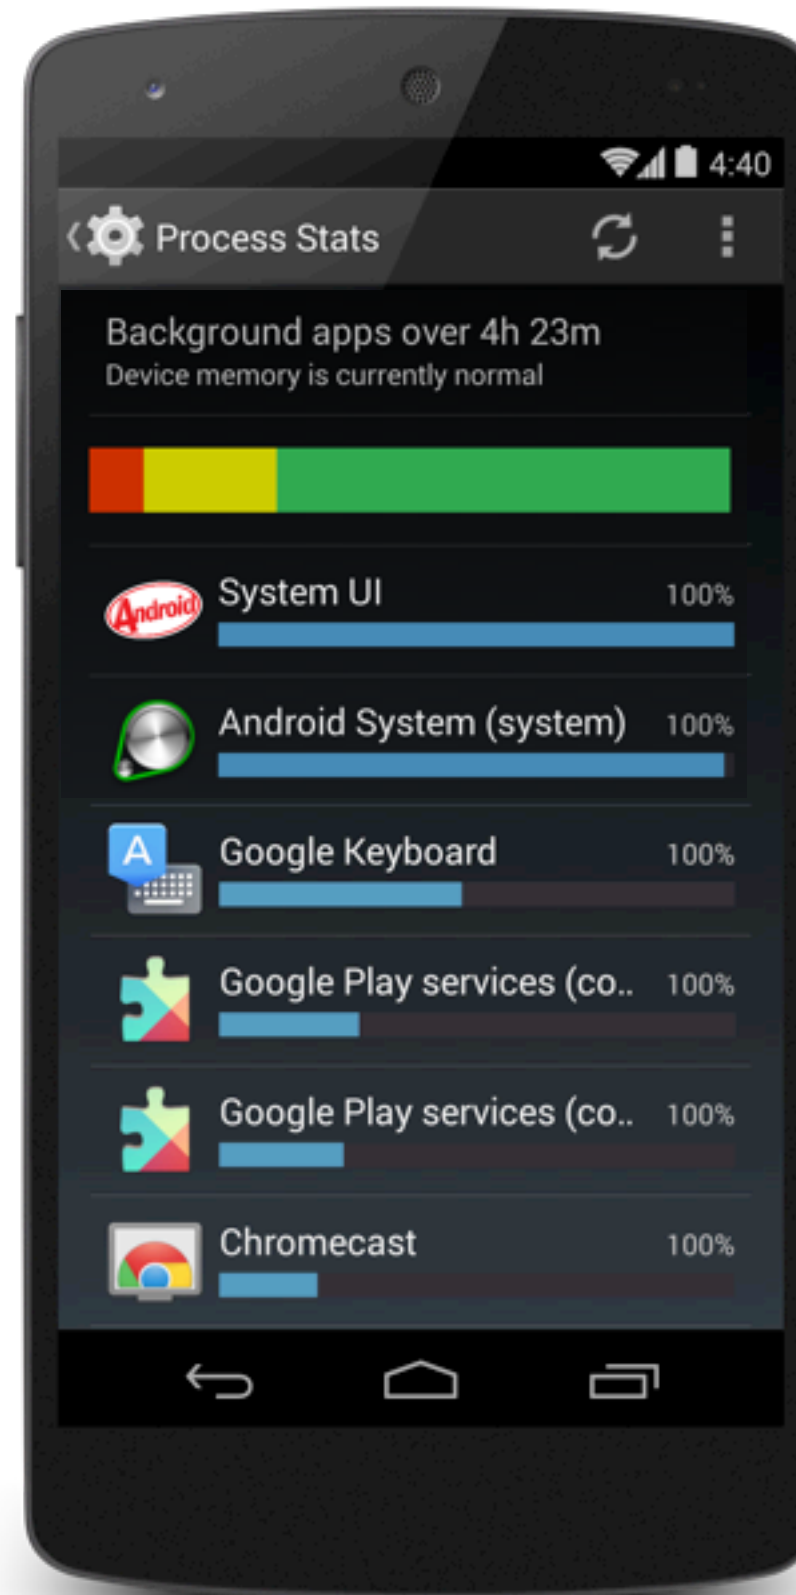 4:40
Process Stats
Background apps over 4h 23m
Device memory is currently normal
Android
System UI 100%
Android System (system) 100%
A
Google Keyboard 100%
Google Play services (co.. 100%
Google Play services (co.. 100%
Chromecast 100%